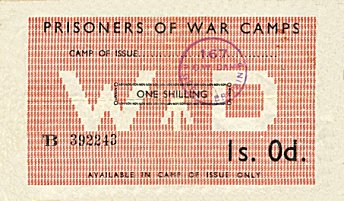 PRISONERS OF WAR CAMPS
CAMP OF ISSUE
167
W D
ONE SHILLING
B 392243
1s. 0d.
AVAILABLE IN CAMP OF ISSUE ONLY